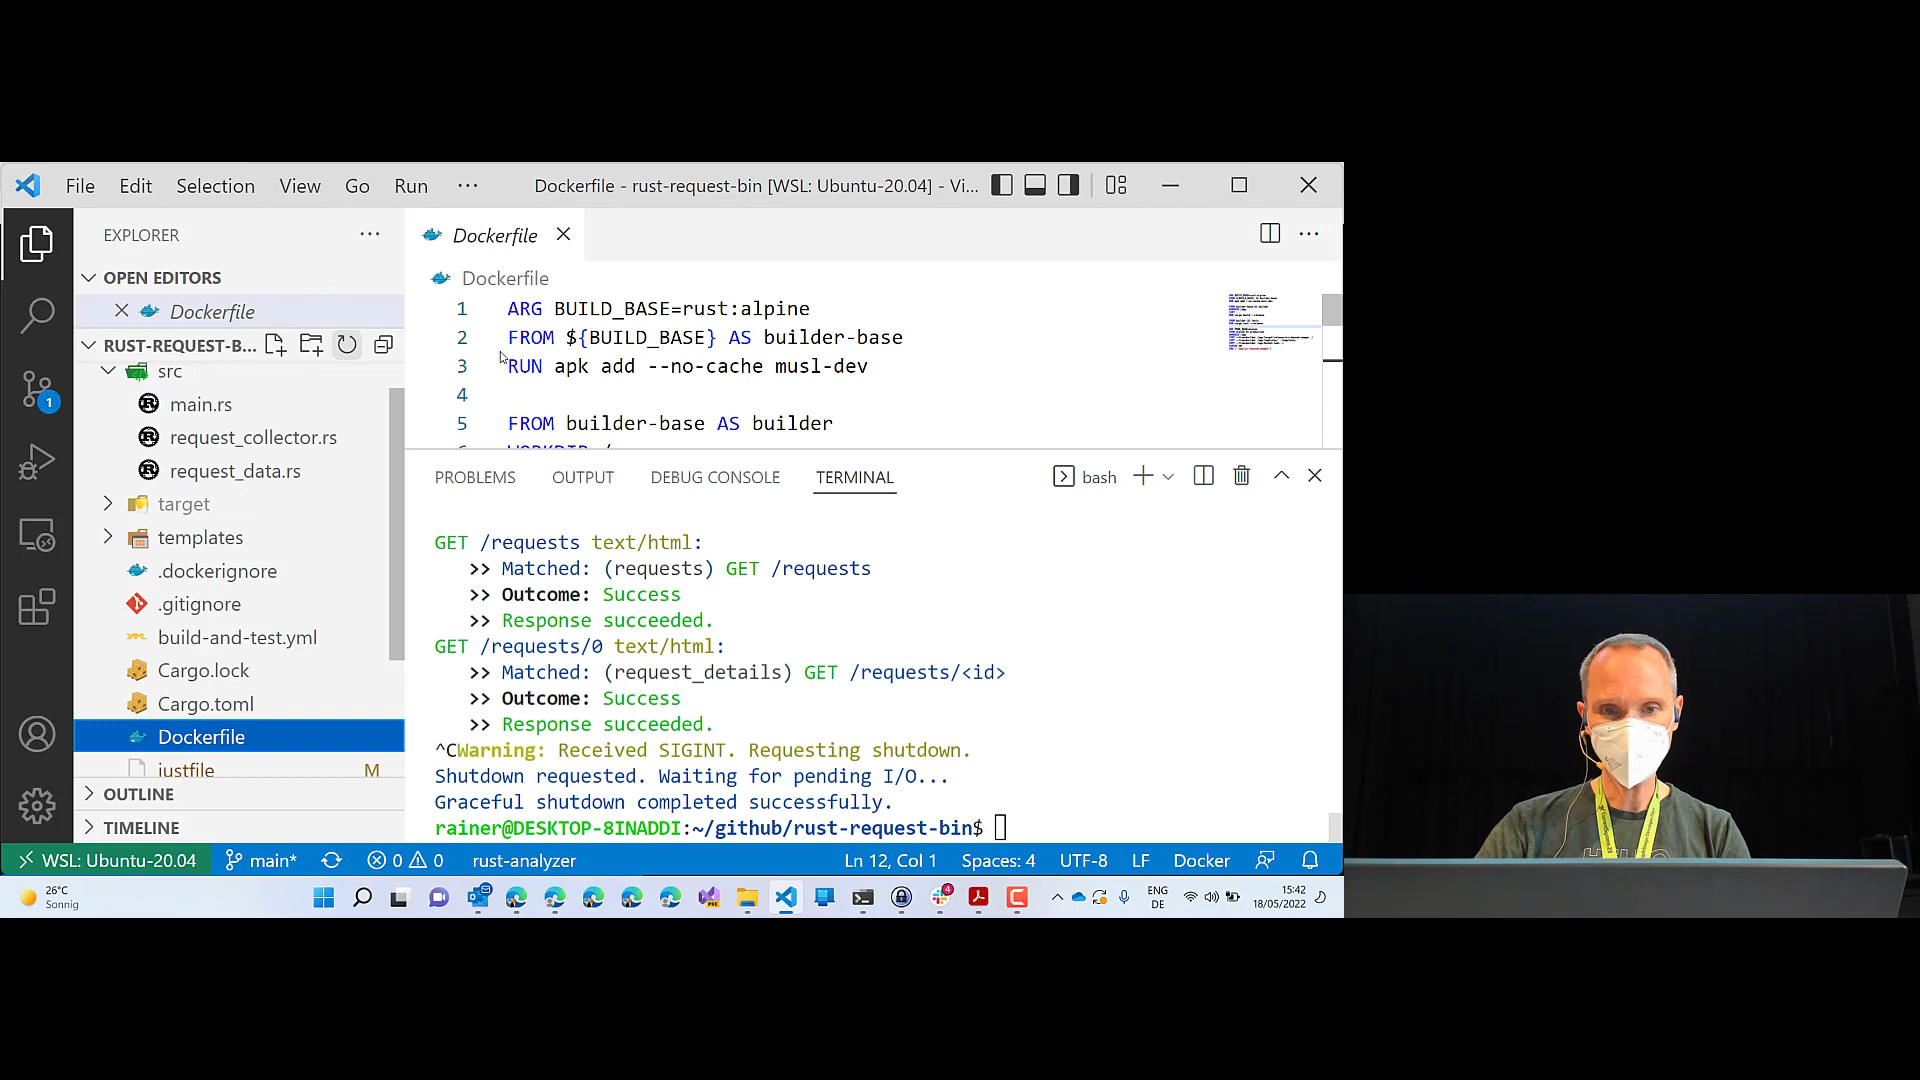 File Edit Selection View Go Run ··· Dockerfile - rust-request-bin [WSL: Ubuntu-20.04] - Vi...
EXPLORER ···
OPEN EDITORS
Dockerfile
RUST-REQUEST-B...
src
main.rs
request_collector.rs
request_data.rs
target
templates
.dockerignore
.gitignore
build-and-test.yml
Cargo.lock
Cargo.toml
Dockerfile
justfile M
OUTLINE
TIMELINE
Dockerfile
Dockerfile
1 ARG BUILD_BASE=rust:alpine
2 FROM ${BUILD_BASE} AS builder-base
3 RUN apk add --no-cache musl-dev
4
5 FROM builder-base AS builder
PROBLEMS OUTPUT DEBUG CONSOLE TERMINAL bash
GET /requests text/html:
>> Matched: (requests) GET /requests
>> Outcome: Success
>> Response succeeded.
GET /requests/0 text/html:
>> Matched: (request_details) GET /requests/<id>
>> Outcome: Success
>> Response succeeded.
^CWarning: Received SIGINT. Requesting shutdown.
Shutdown requested. Waiting for pending I/O...
Graceful shutdown completed successfully.
rainer@DESKTOP-8INADDI:~/github/rust-request-bin$
1
WSL: Ubuntu-20.04 main* 0 0 rust-analyzer Ln 12, Col 1 Spaces: 4 UTF-8 LF Docker
26°C
Sonnig
PRE
4
ENG
DE
15:42
18/05/2022